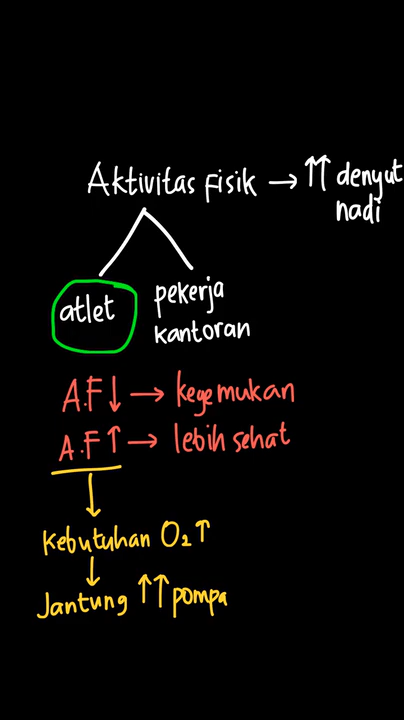 Aktivitas fisik → ↑↑ denyut
nadi
atlet
pekerja
kantoran
A.F↓ → kegemukan
A.F↑ → lebih sehat
Kebutuhan O₂↑
Jantung ↑↑ pompa